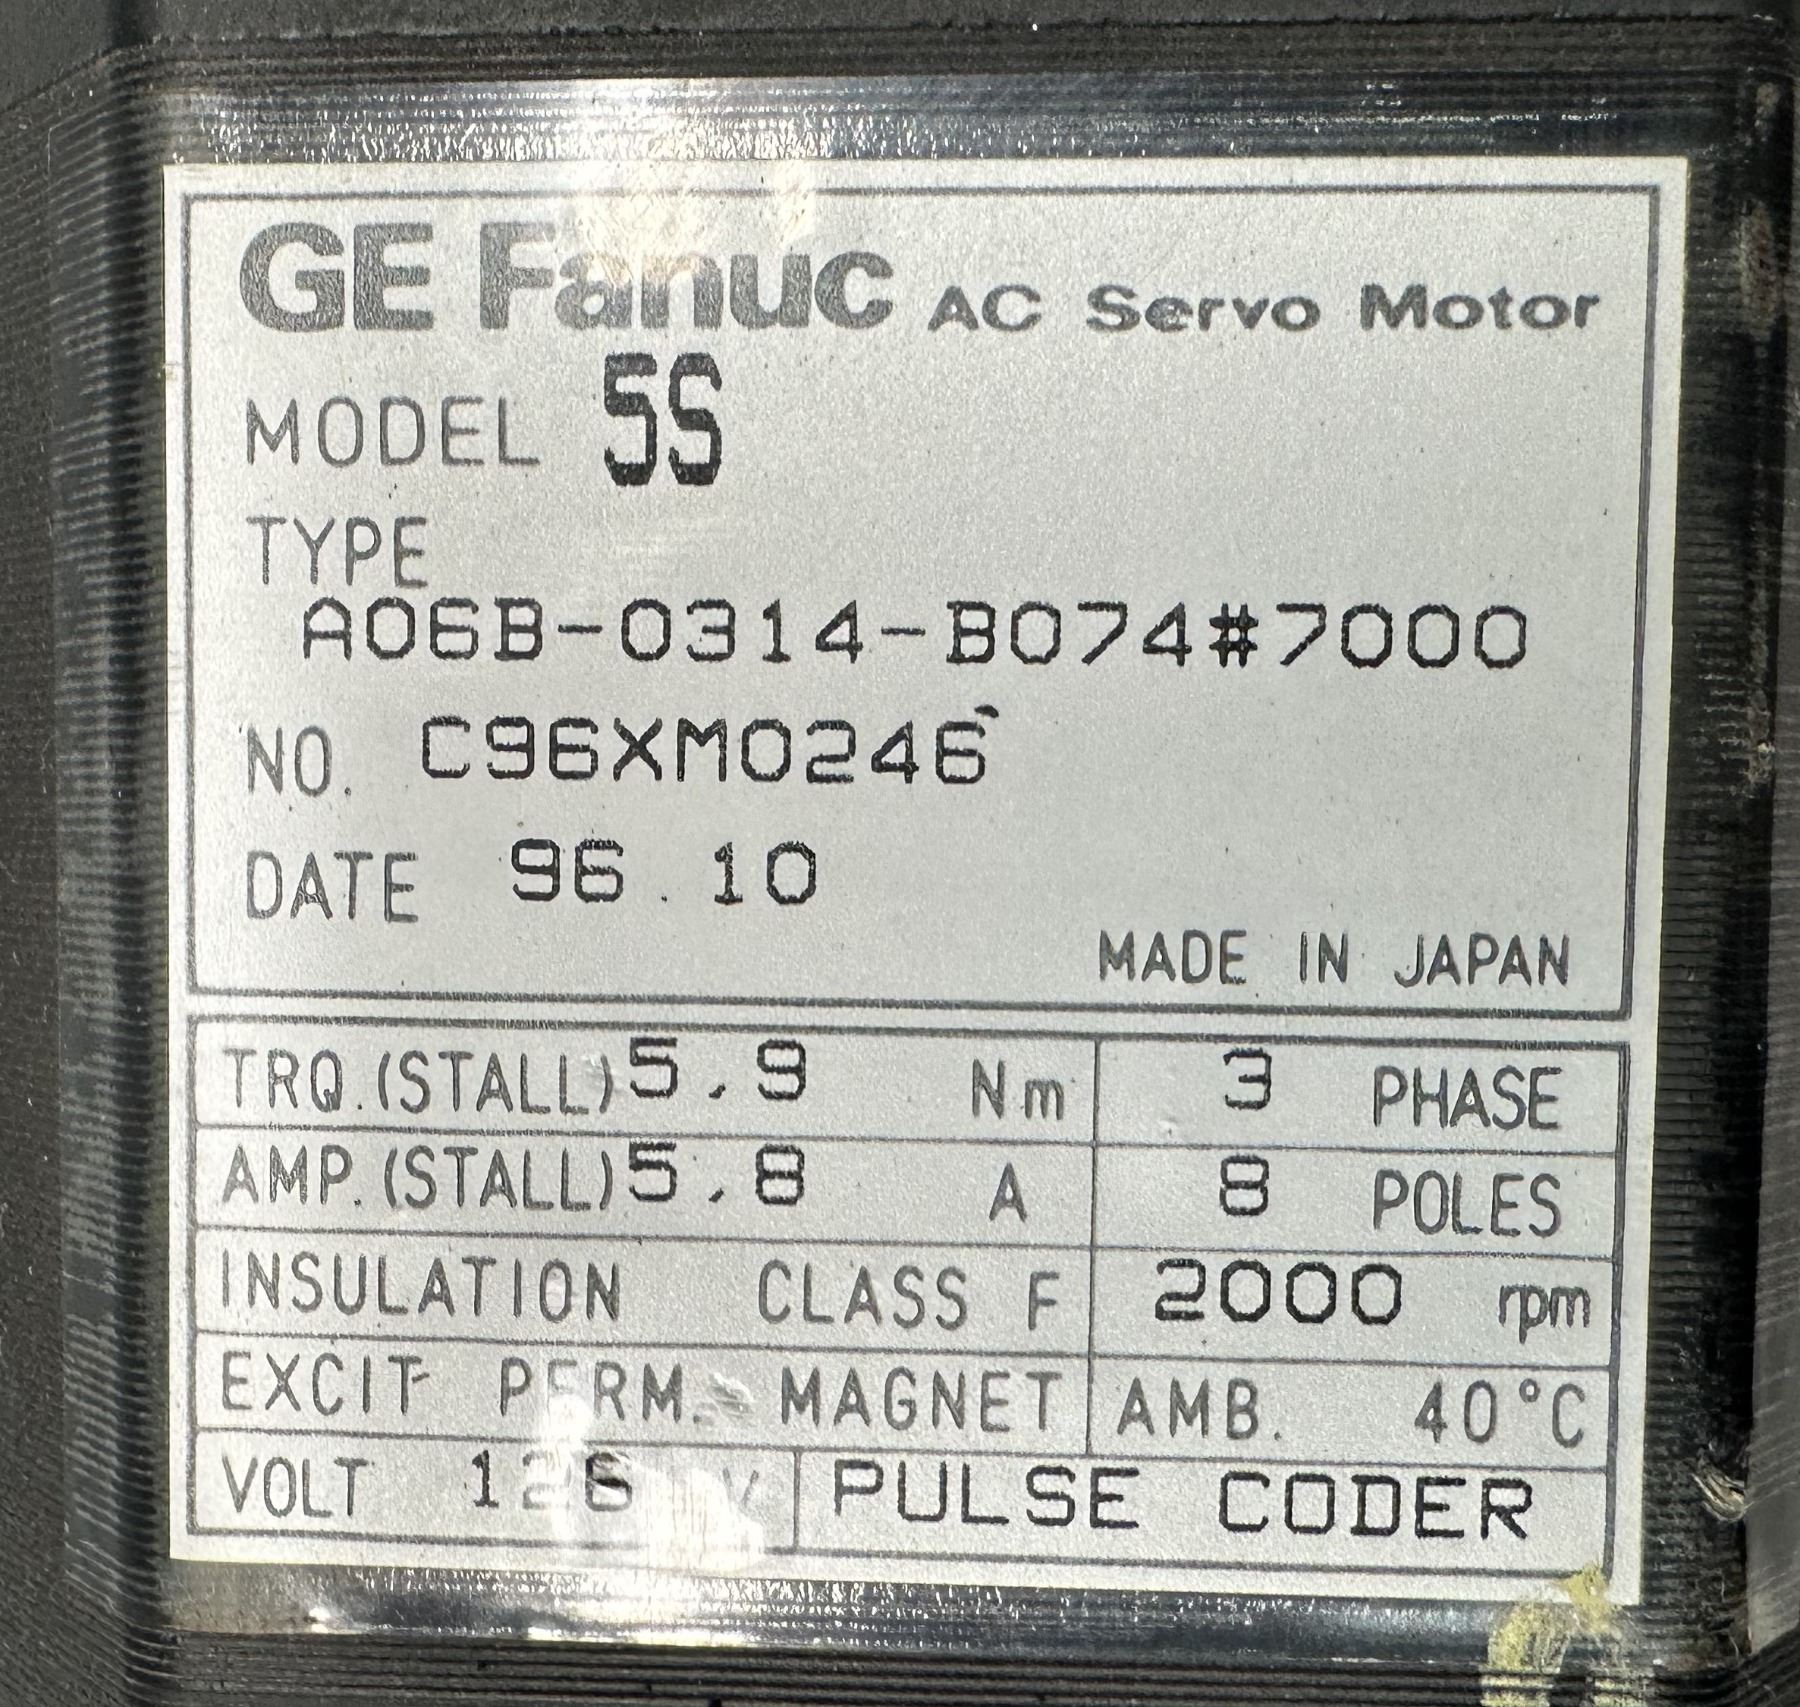 GE Fanuc AC Servo Motor
MODEL 5S
TYPE
A06B-0314-B074#7000
NO. C96XM0246
DATE 96.10
MADE IN JAPAN
TRQ.(STALL) 5.9 Nm 3 PHASE
AMP.(STALL) 5.8 A 8 POLES
INSULATION CLASS F 2000 rpm
EXCIT PERM. MAGNET AMB. 40°C
VOLT 126 V PULSE CODER